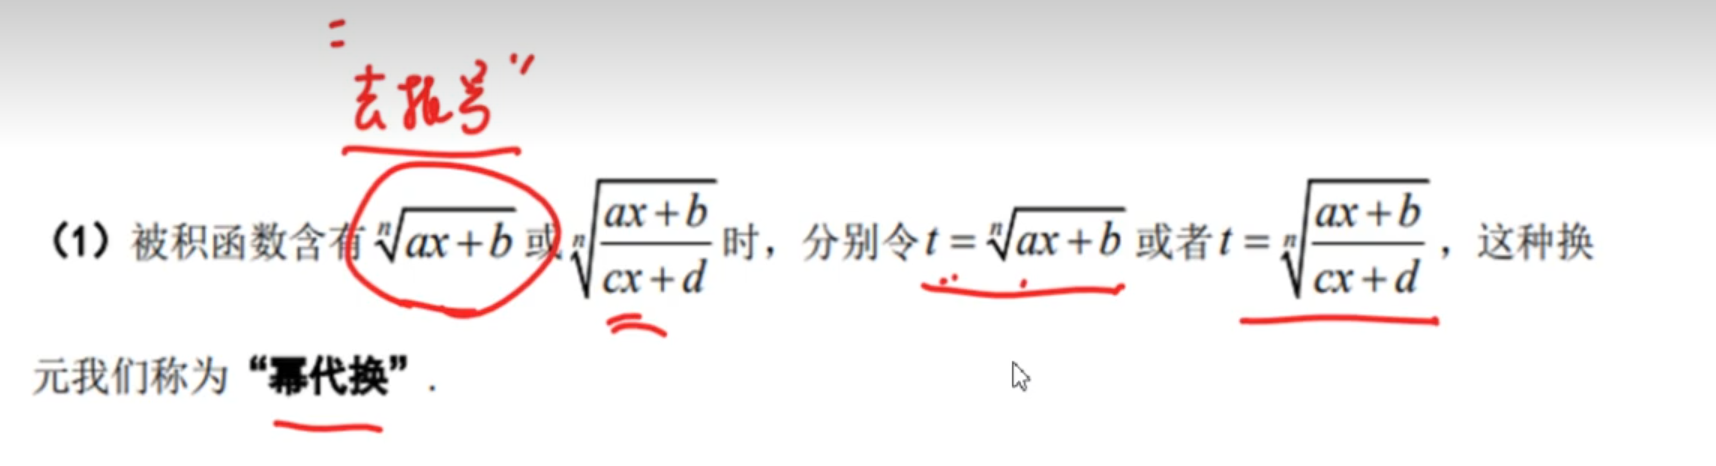 “去根号”
（1）被积函数含有 $\sqrt[n]{ax+b}$ 或 $\sqrt[n]{\frac{ax+b}{cx+d}}$ 时，分别令 $t=\sqrt[n]{ax+b}$ 或者 $t=\sqrt[n]{\frac{ax+b}{cx+d}}$，这种换
元我们称为“幂代换”.